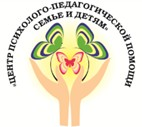 «ЦЕНТР ПСИХОЛОГО-ПЕДАГОГИЧЕСКОЙ ПОМОЩИ
СЕМЬЕ И ДЕТЯМ»